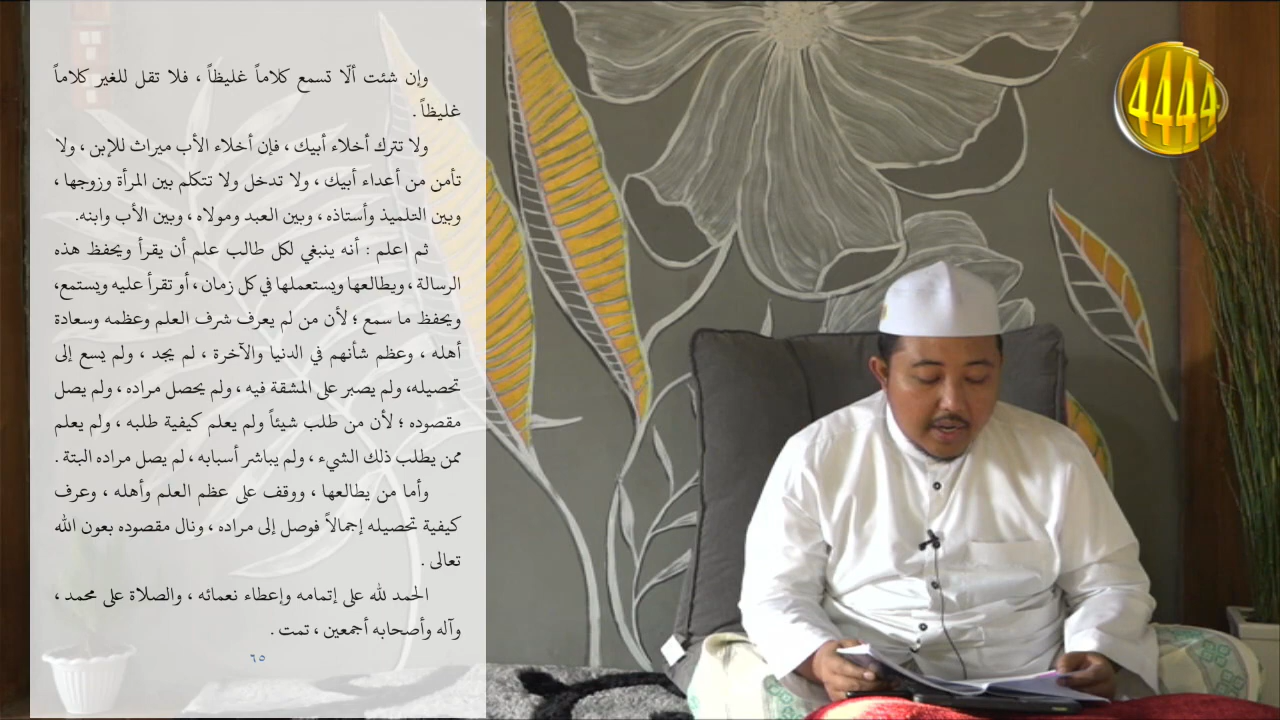 وإن شئت ألّا تسمع كلاماً غليظاً ، فلا تقل للغير كلاماً
غليظاً .
ولا تترك أخلاء أبيك ، فإن أخلاء الأب ميراث للإبن ، ولا
تأمن من أعداء أبيك ، ولا تدخل ولا تتكلم بين المرأة وزوجها ،
وبين التلميذ وأستاذه ، وبين العبد ومولاه ، وبين الأب وابنه.
ثم اعلم : أنه ينبغي لكل طالب علم أن يقرأ ويحفظ هذه
الرسالة ، ويطالعها ويستعملها في كل زمان ، أو تقرأ عليه ويستمع،
ويحفظ ما سمع ؛ لأن من لم يعرف شرف العلم وعظمه وسعادة
أهله ، وعظم شأنهم في الدنيا والآخرة ، لم يجد ، ولم يسع إلى
تحصيله، ولم يصبر على المشقة فيه ، ولم يحصل مراده ، ولم يصل
مقصوده ؛ لأن من طلب شيئاً ولم يعلم كيفية طلبه ، ولم يعلم
ممن يطلب ذلك الشيء ، ولم يباشر أسبابه ، لم يصل مراده البتة .
وأما من يطالعها ، ووقف على عظم العلم وأهله ، وعرف
كيفية تحصيله إجمالاً فوصل إلى مراده ، ونال مقصوده بعون الله
تعالى .
الحمد لله على إتمامه وإعطاء نعمائه ، والصلاة على محمد ،
وآله وأصحابه أجمعين ، تمت .
٦٥
4444